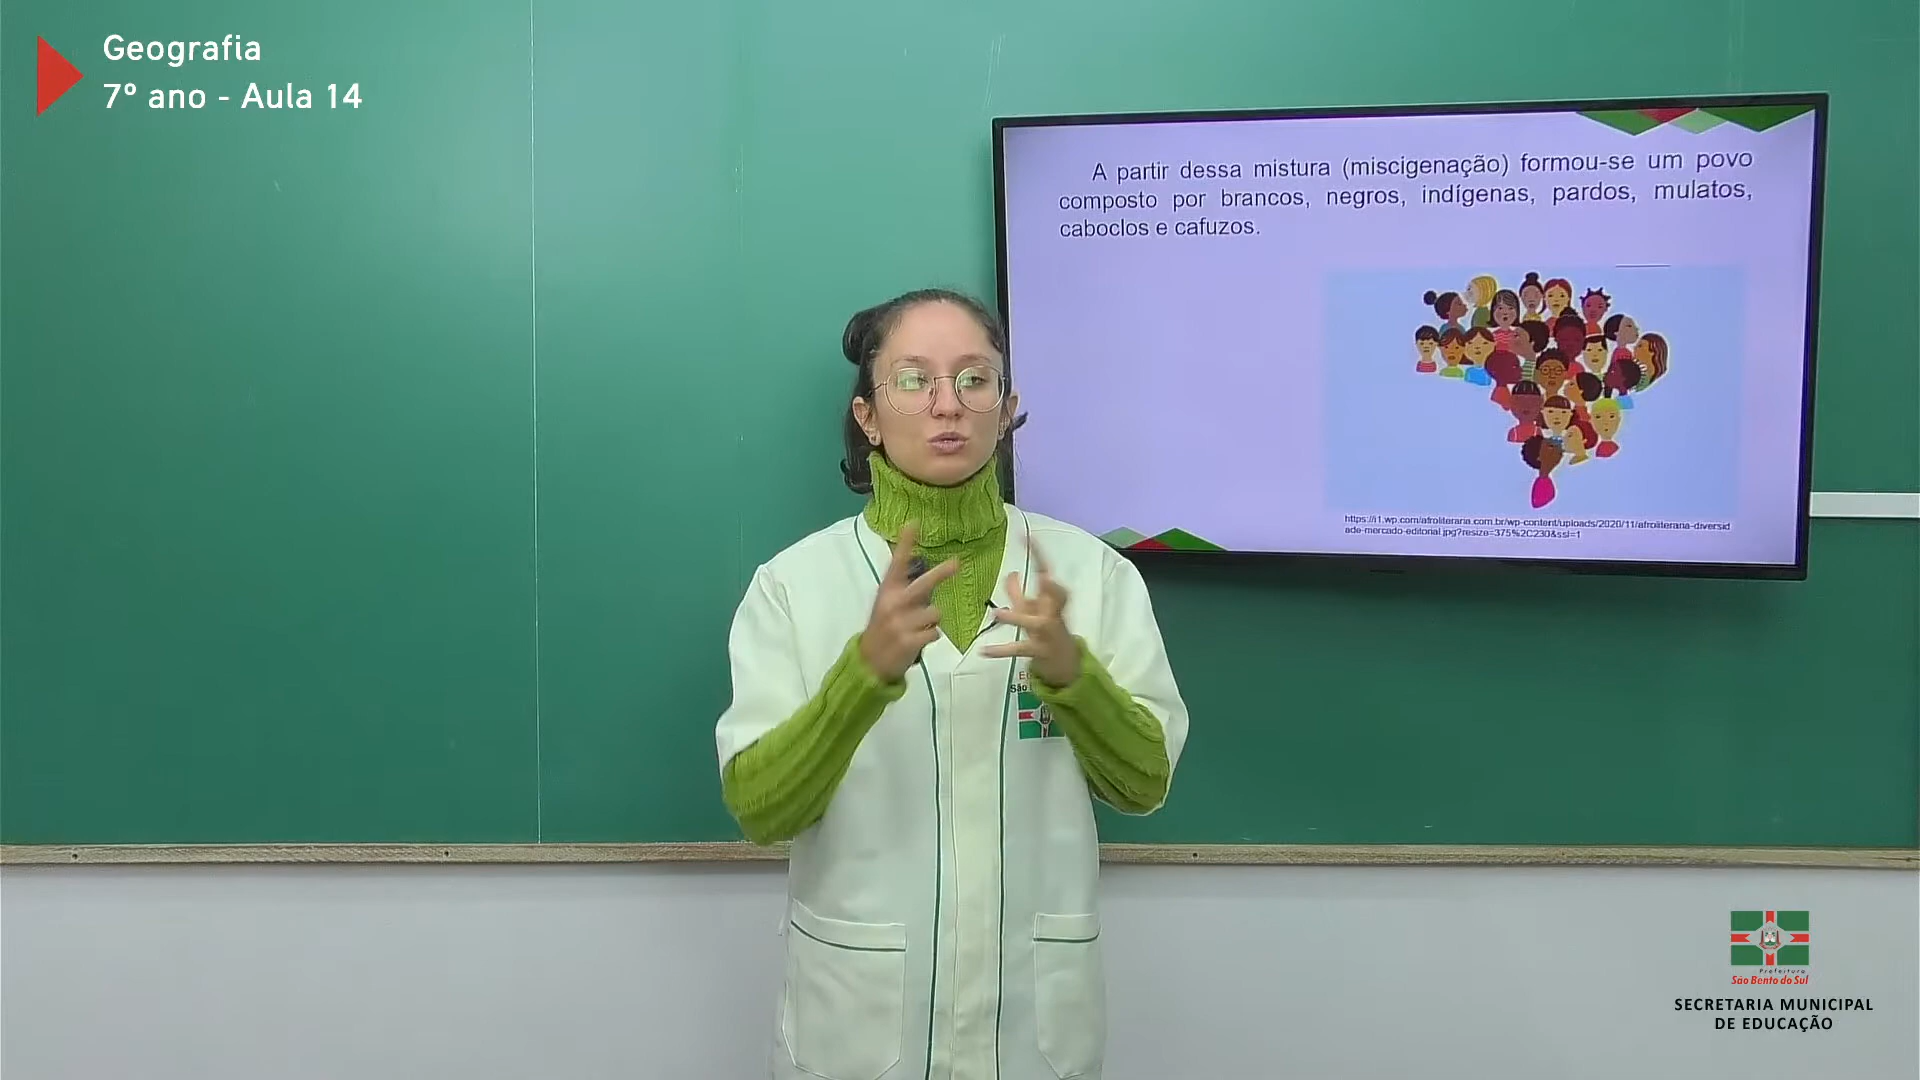 Geografia
7º ano - Aula 14
A partir dessa mistura (miscigenação) formou-se um povo
composto por brancos, negros, indígenas, pardos, mulatos,
caboclos e cafuzos.
https://i1.wp.com/afroliteraria.com.br/wp-content/uploads/2020/11/afroliteraria-diversid
ade-mercado-editorial.jpg?resize=375%2C230&ssl=1
São
Prefeitura
São Bento do Sul
SECRETARIA MUNICIPAL
DE EDUCAÇÃO